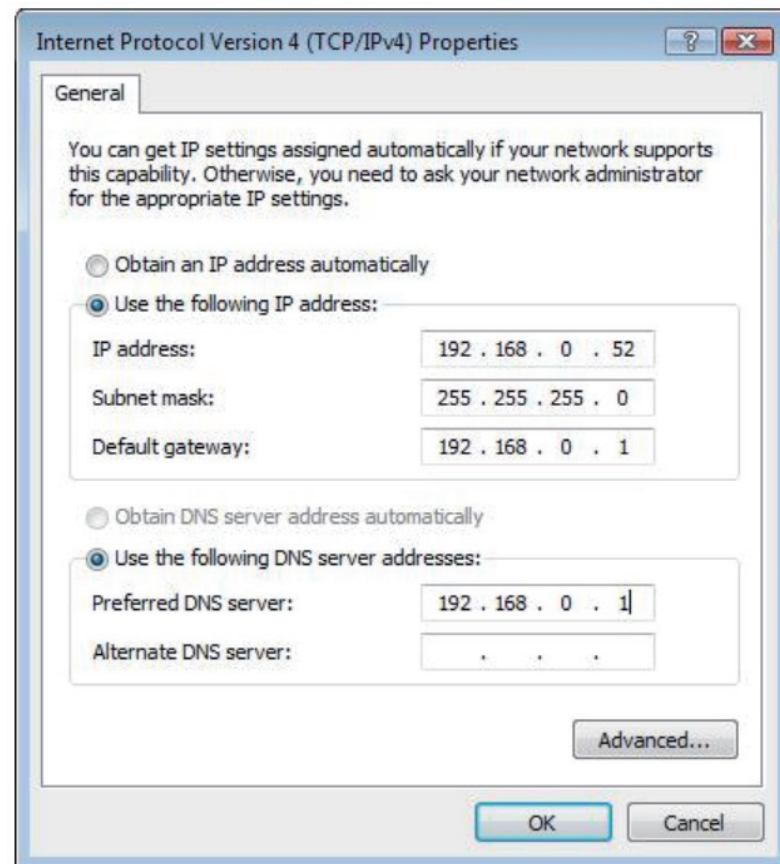 Internet Protocol Version 4 (TCP/IPv4) Properties
General
You can get IP settings assigned automatically if your network supports
this capability. Otherwise, you need to ask your network administrator
for the appropriate IP settings.
Obtain an IP address automatically
Use the following IP address:
IP address: 192 . 168 . 0 . 52
Subnet mask: 255 . 255 . 255 . 0
Default gateway: 192 . 168 . 0 . 1
Obtain DNS server address automatically
Use the following DNS server addresses:
Preferred DNS server: 192 . 168 . 0 . 1
Alternate DNS server: . . .
Advanced...
OK Cancel